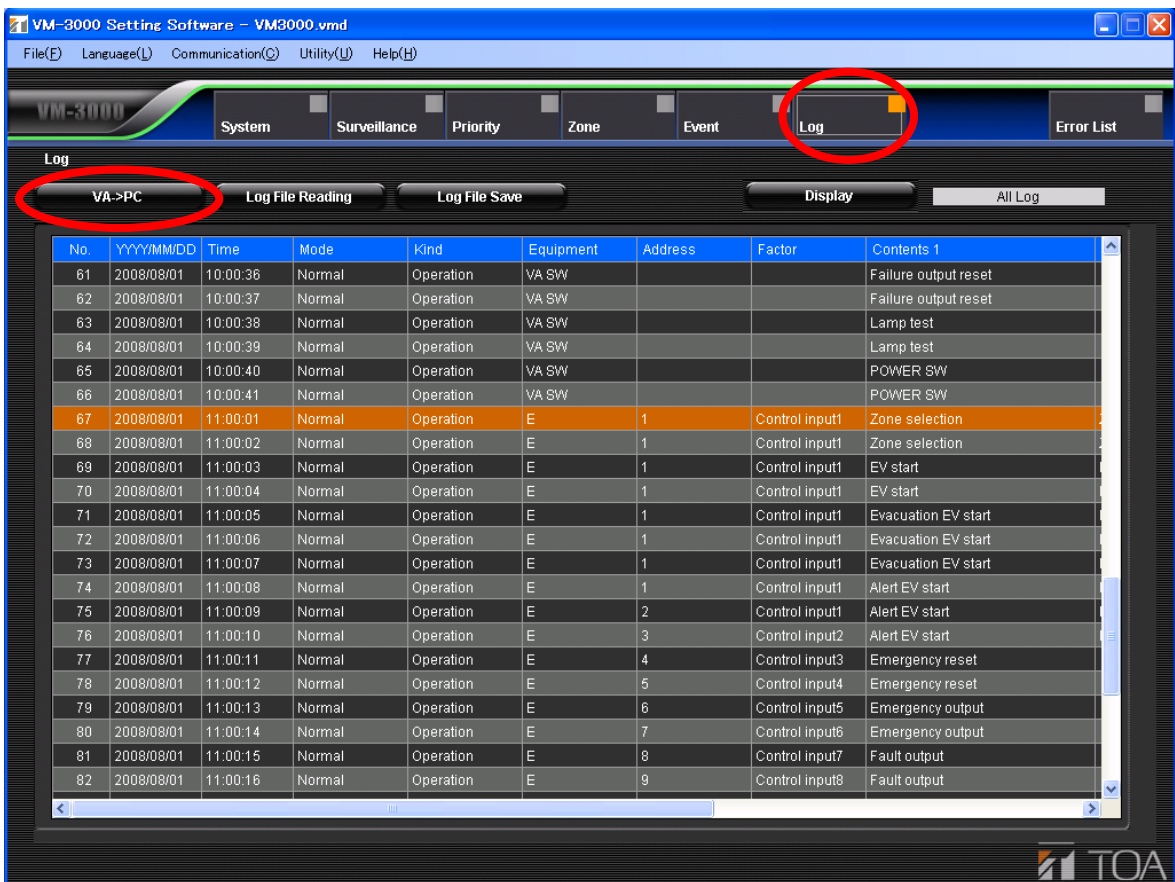 VM-3000 Setting Software - VM3000.vmd
File(F) Language(L) Communication(C) Utility(U) Help(H)
VM-3000 System Surveillance Priority Zone Event Log Error List
Log
VA->PC Log File Reading Log File Save Display All Log
No. YYYY/MM/DD Time Mode Kind Equipment Address Factor Contents 1
61 2008/08/01 10:00:36 Normal Operation VA SW Failure output reset
62 2008/08/01 10:00:37 Normal Operation VA SW Failure output reset
63 2008/08/01 10:00:38 Normal Operation VA SW Lamp test
64 2008/08/01 10:00:39 Normal Operation VA SW Lamp test
65 2008/08/01 10:00:40 Normal Operation VA SW POWER SW
66 2008/08/01 10:00:41 Normal Operation VA SW POWER SW
67 2008/08/01 11:00:01 Normal Operation E 1 Control input1 Zone selection
68 2008/08/01 11:00:02 Normal Operation E 1 Control input1 Zone selection
69 2008/08/01 11:00:03 Normal Operation E 1 Control input1 EV start
70 2008/08/01 11:00:04 Normal Operation E 1 Control input1 EV start
71 2008/08/01 11:00:05 Normal Operation E 1 Control input1 Evacuation EV start
72 2008/08/01 11:00:06 Normal Operation E 1 Control input1 Evacuation EV start
73 2008/08/01 11:00:07 Normal Operation E 1 Control input1 Evacuation EV start
74 2008/08/01 11:00:08 Normal Operation E 1 Control input1 Alert EV start
75 2008/08/01 11:00:09 Normal Operation E 2 Control input1 Alert EV start
76 2008/08/01 11:00:10 Normal Operation E 3 Control input2 Alert EV start
77 2008/08/01 11:00:11 Normal Operation E 4 Control input3 Emergency reset
78 2008/08/01 11:00:12 Normal Operation E 5 Control input4 Emergency reset
79 2008/08/01 11:00:13 Normal Operation E 6 Control input5 Emergency output
80 2008/08/01 11:00:14 Normal Operation E 7 Control input6 Emergency output
81 2008/08/01 11:00:15 Normal Operation E 8 Control input7 Fault output
82 2008/08/01 11:00:16 Normal Operation E 9 Control input8 Fault output
TOA